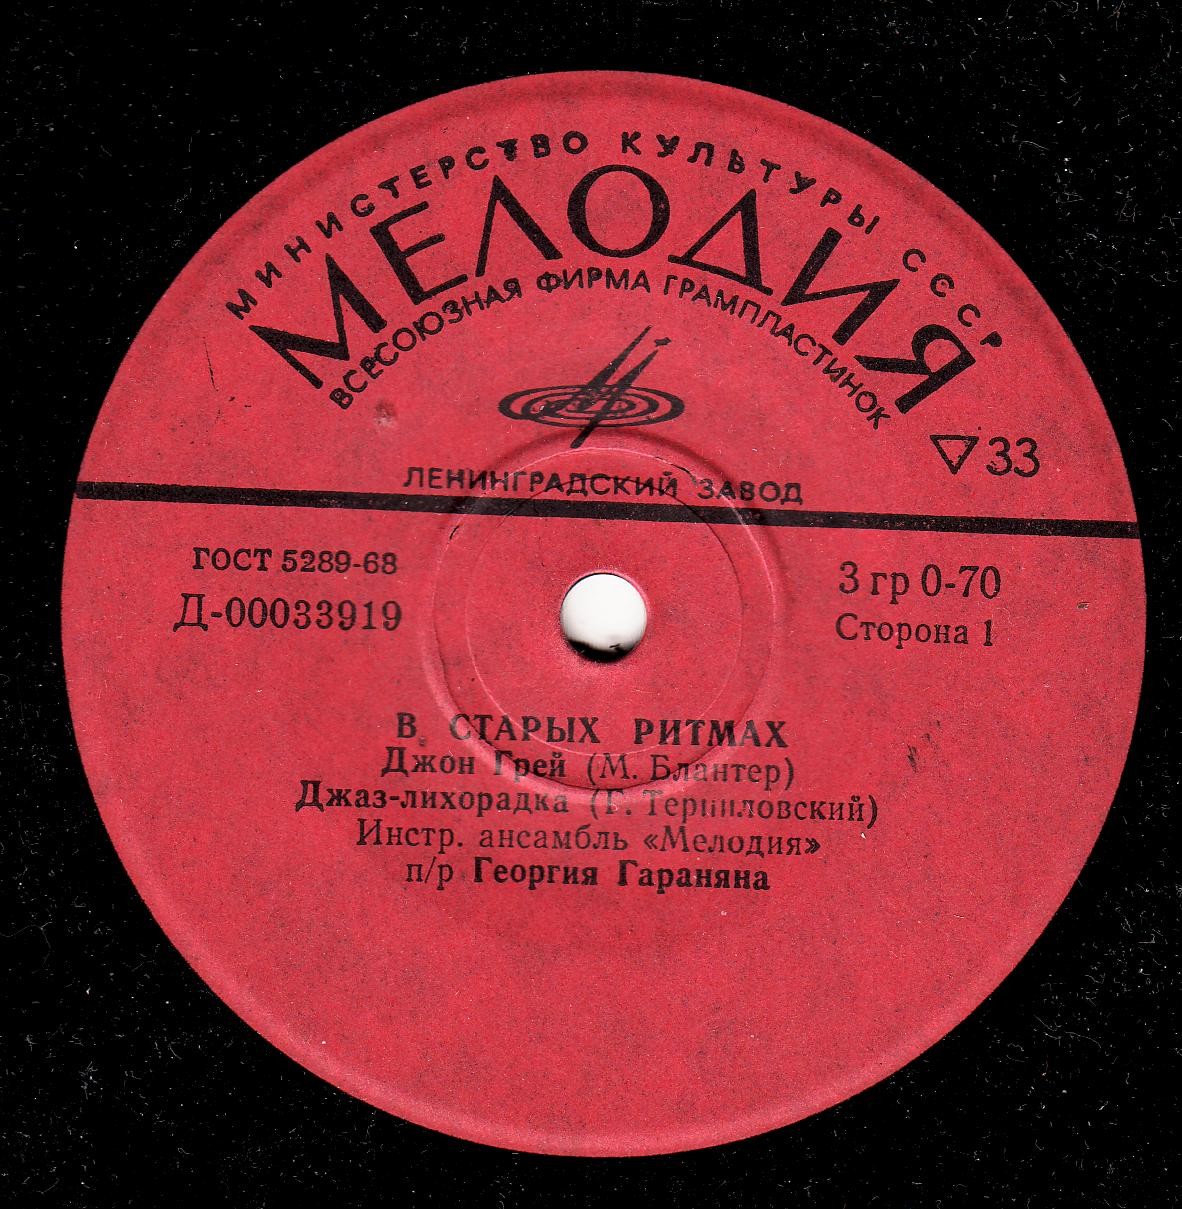 МИНИСТЕРСТВО КУЛЬТУРЫ СССР
МЕЛОДИЯ
ВСЕСОЮЗНАЯ ФИРМА ГРАМПЛАСТИНОК
33
ЛЕНИНГРАДСКИЙ ЗАВОД
ГОСТ 5289-68
Д-00033919
3 гр 0-70
Сторона 1
В СТАРЫХ РИТМАХ
Джон Грей (М. Блантер)
Джаз-лихорадка (Г. Терпиловский)
Инстр. ансамбль «Мелодия»
п/р Георгия Гараняна